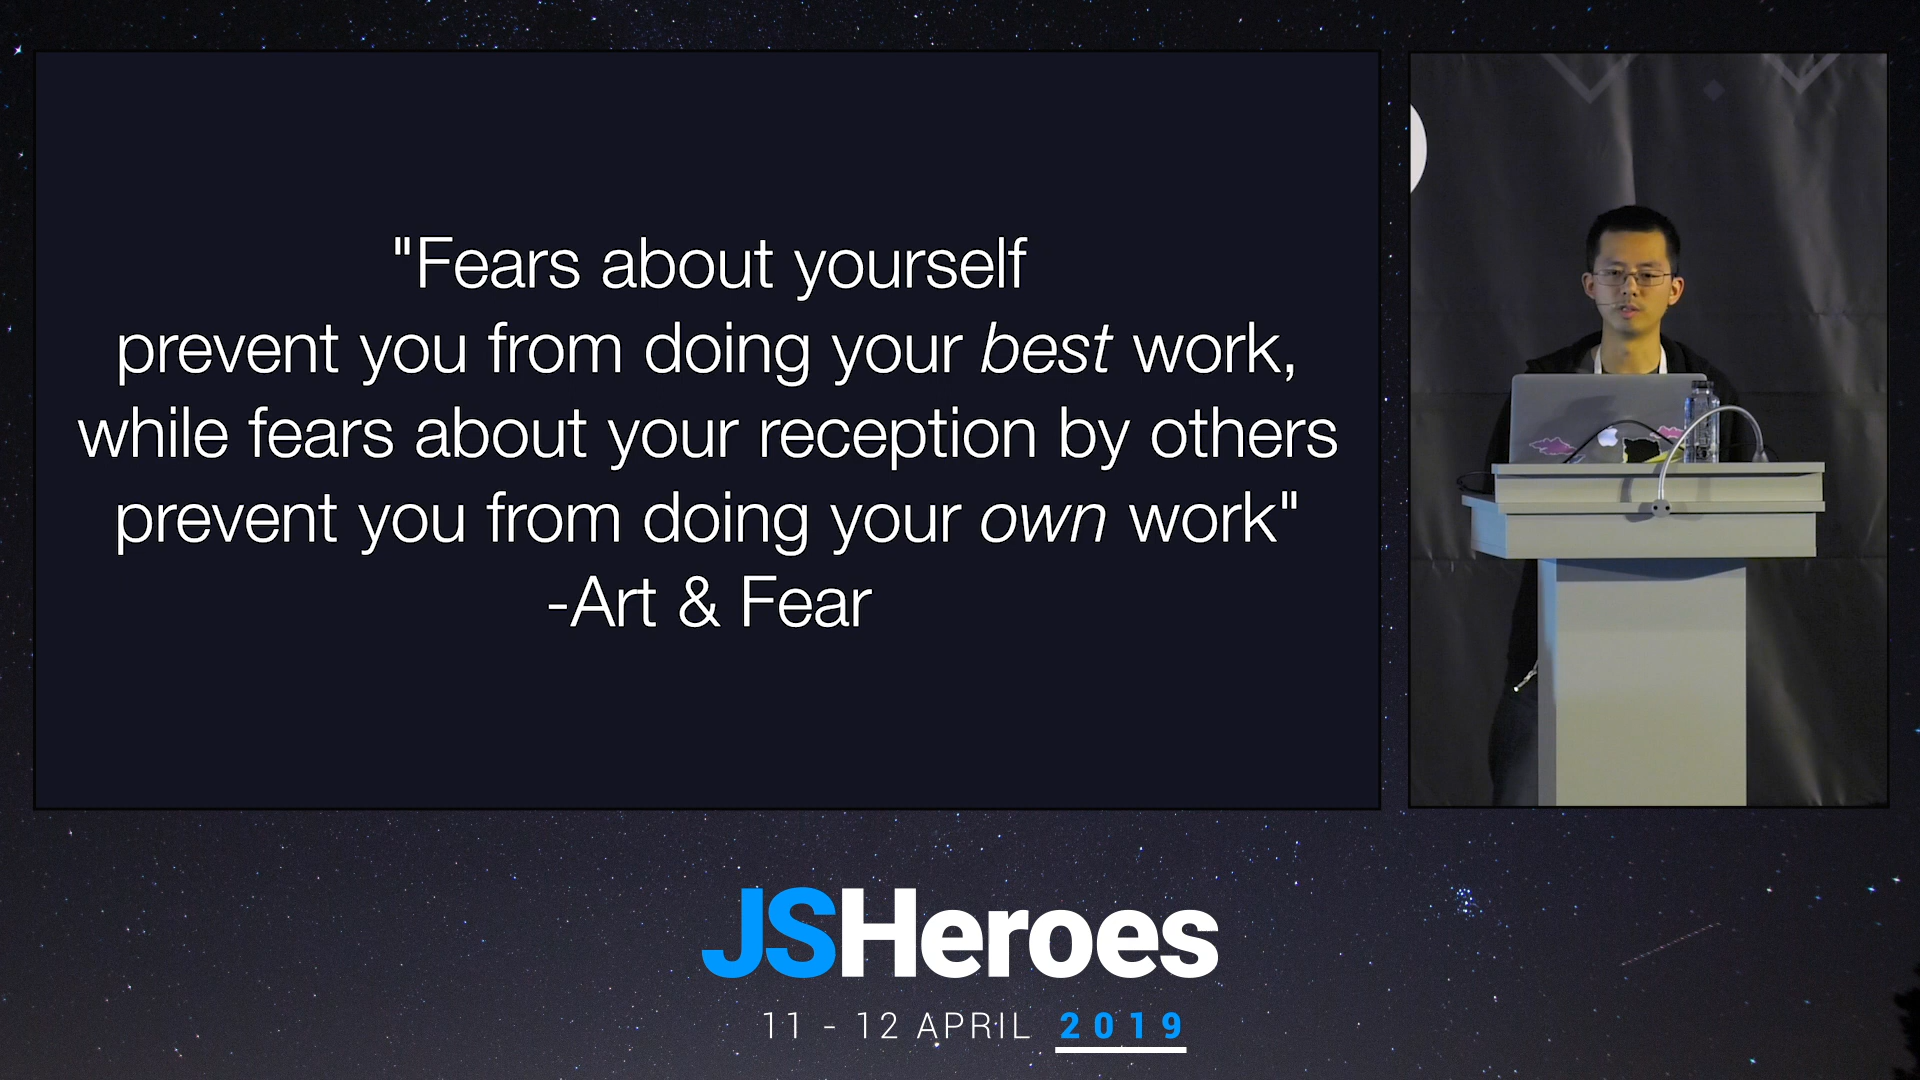 "Fears about yourself
prevent you from doing your best work,
while fears about your reception by others
prevent you from doing your own work"
-Art & Fear
JSHeroes
11 - 12 APRIL 2019